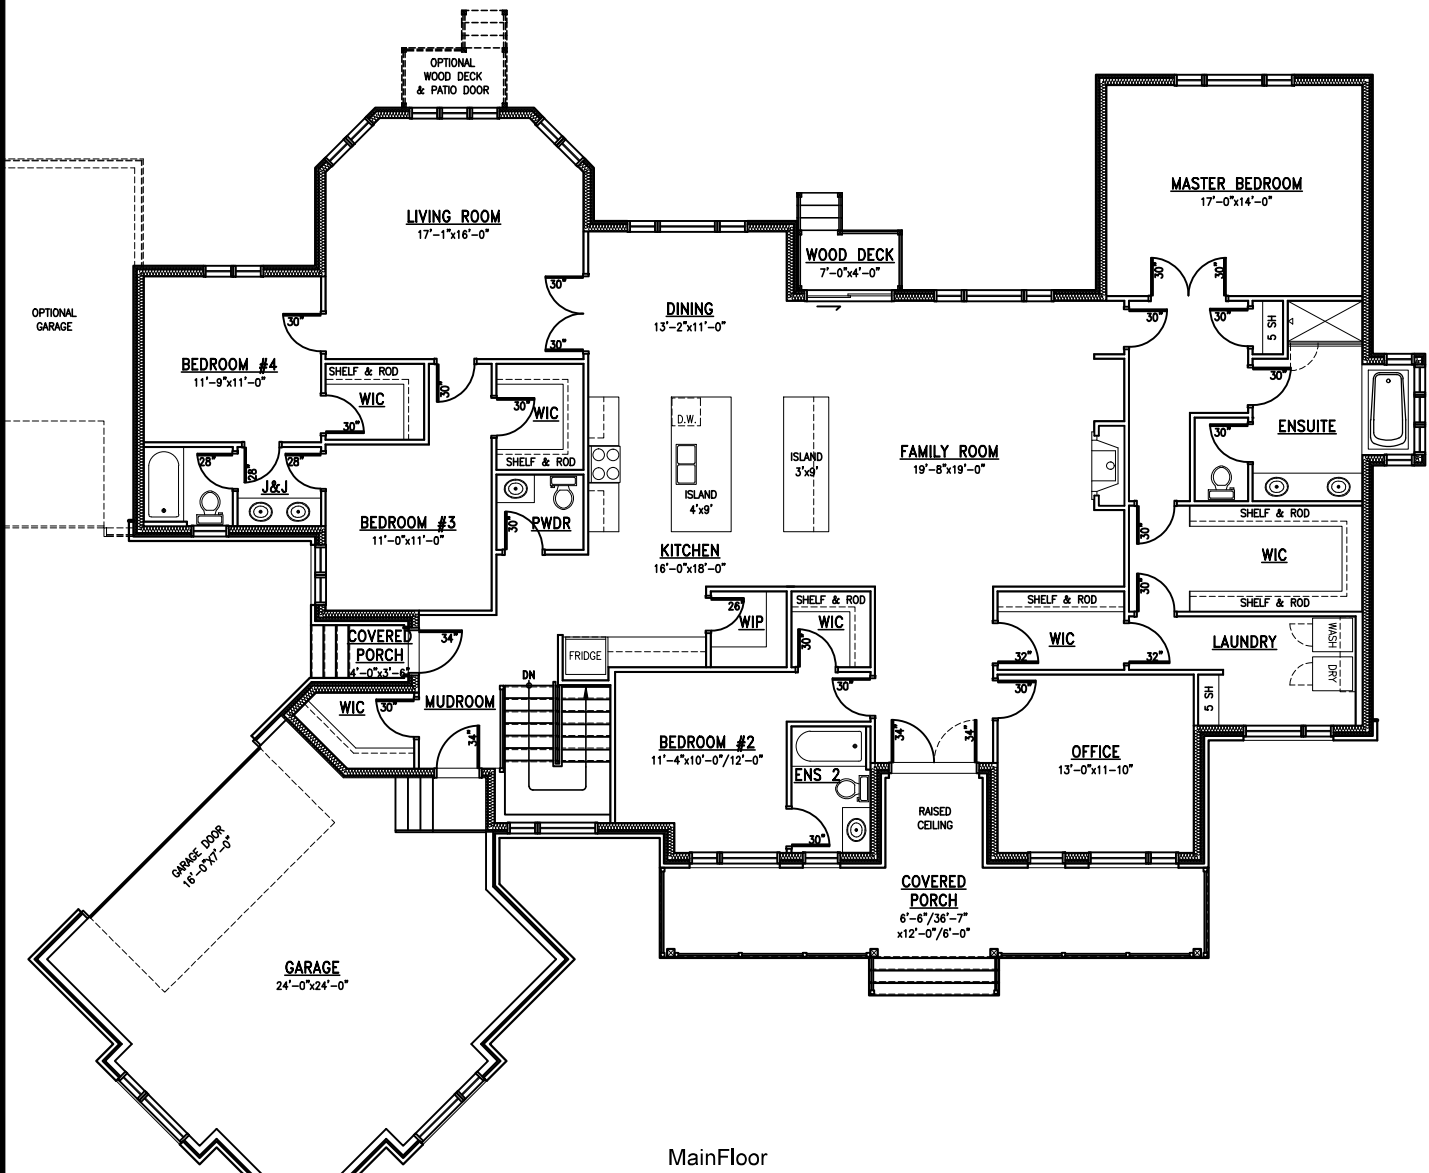 OPTIONAL
WOOD DECK
& PATIO DOOR
MASTER BEDROOM
17'-0"x14'-0"
LIVING ROOM
17'-1"x16'-0"
WOOD DECK
7'-0"x4'-0"
30"
30"
30"
30"
OPTIONAL
GARAGE
DINING
13'-2"x11'-0"
30"
30"
30"
30"
5 SH
BEDROOM #4
11'-9"x11'-0"
SHELF & ROD
WIC
30"
30"
30"
WIC
SHELF & ROD
30"
ENSUITE
30"
D.W.
ISLAND
4'x9'
ISLAND
3'x9'
FAMILY ROOM
19'-8"x19'-0"
28"
28"
28"
J&J
BEDROOM #3
11'-0"x11'-0"
30"
PWDR
KITCHEN
16'-0"x18'-0"
30"
SHELF & ROD
WIC
30"
SHELF & ROD
26"
WIP
SHELF & ROD
WIC
30"
SHELF & ROD
WIC
32"
32"
LAUNDRY
WASH
DRY
COVERED
PORCH
4'-0"x3'-6"
34"
FRIDGE
DN
30"
30"
5 SH
WIC
30"
MUDROOM
34"
BEDROOM #2
11'-4"x10'-0"/12'-0"
34"
34"
OFFICE
13'-0"x11-10"
ENS 2
30"
RAISED
CEILING
GARAGE DOOR
16'-0"x7'-0"
COVERED
PORCH
6'-6"/36'-7"
x12'-0"/6'-0"
GARAGE
24'-0"x24'-0"
MainFloor